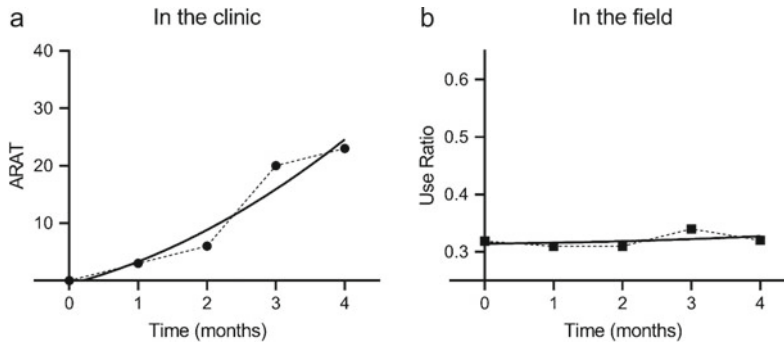 a
In the clinic
40
30
20
10
ARAT
0
1
2
3
4
Time (months)
b
In the field
0.6
0.5
0.4
0.3
Use Ratio
0
1
2
3
4
Time (months)